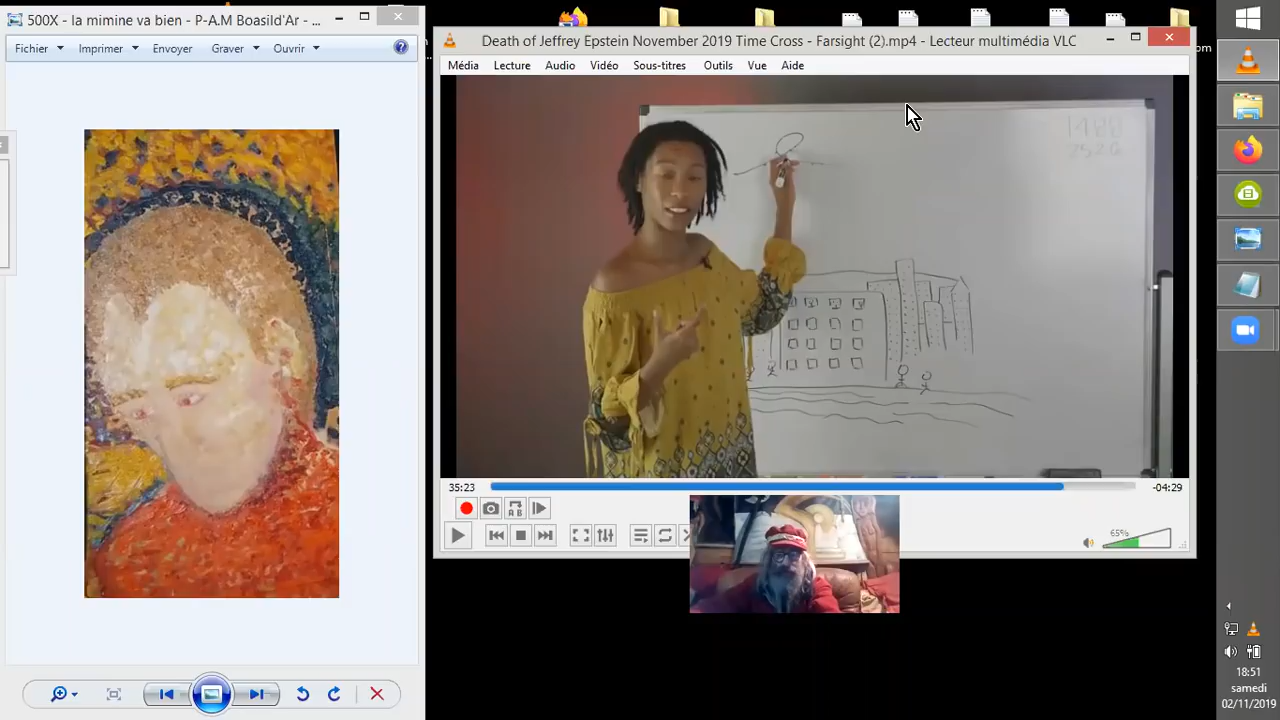 500X - la mimine va bien - P-A.M Boasild'Ar - ...
Fichier Imprimer Envoyer Graver Ouvrir
Death of Jeffrey Epstein November 2019 Time Cross - Farsight (2).mp4 - Lecteur multimédia VLC
Média Lecture Audio Vidéo Sous-titres Outils Vue Aide
1488
35:23
-04:29
65%
18:51
samedi
02/11/2019